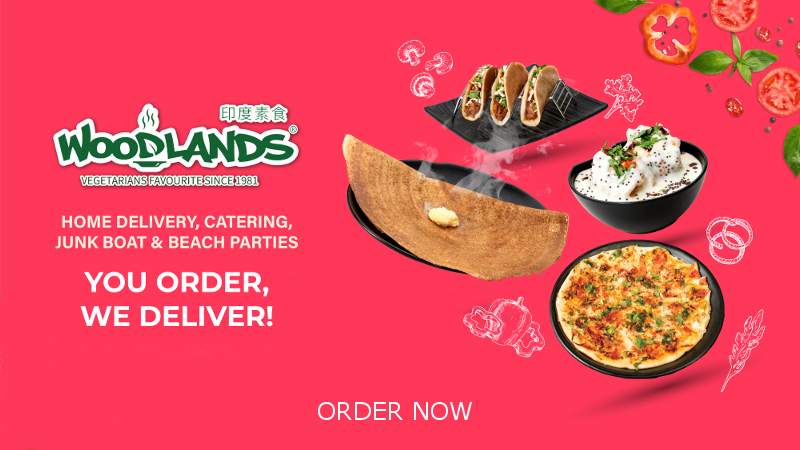 印度素食
WOODLANDS®
VEGETARIANS FAVOURITE SINCE 1981
HOME DELIVERY, CATERING,
JUNK BOAT & BEACH PARTIES
YOU ORDER,
WE DELIVER!
ORDER NOW